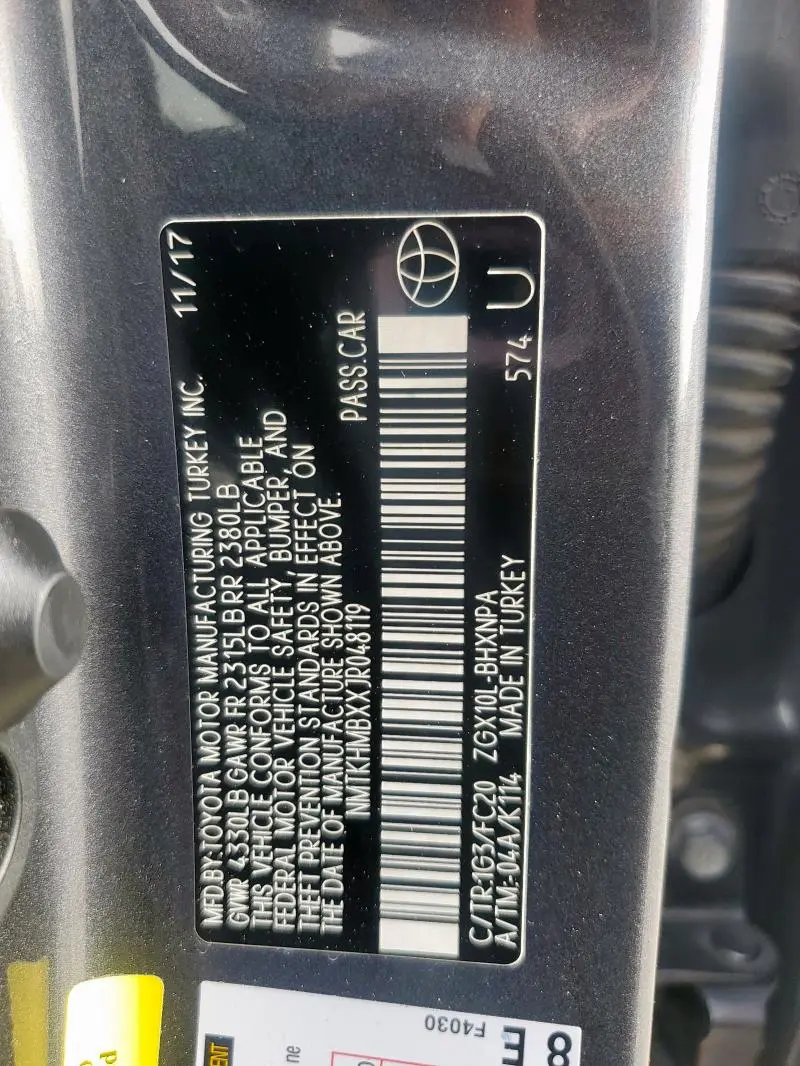 MFD.BY:TOYOTA MOTOR MANUFACTURING TURKEY INC. 11/17
GWR 4330LB GAWR FR 2315LB RR 2380LB
THIS VEHICLE CONFORMS TO ALL APPLICABLE
FEDERAL MOTOR VEHICLE SAFETY, BUMPER, AND
THEFT PREVENTION STANDARDS IN EFFECT ON
THE DATE OF MANUFACTURE SHOWN ABOVE.
NMTKHMBXXJR048119 PASS.CAR
C/TR:1G3/FC20 ZGX10L-BHXNPA 574
A/TM:-04A/K114 MADE IN TURKEY U
F4030